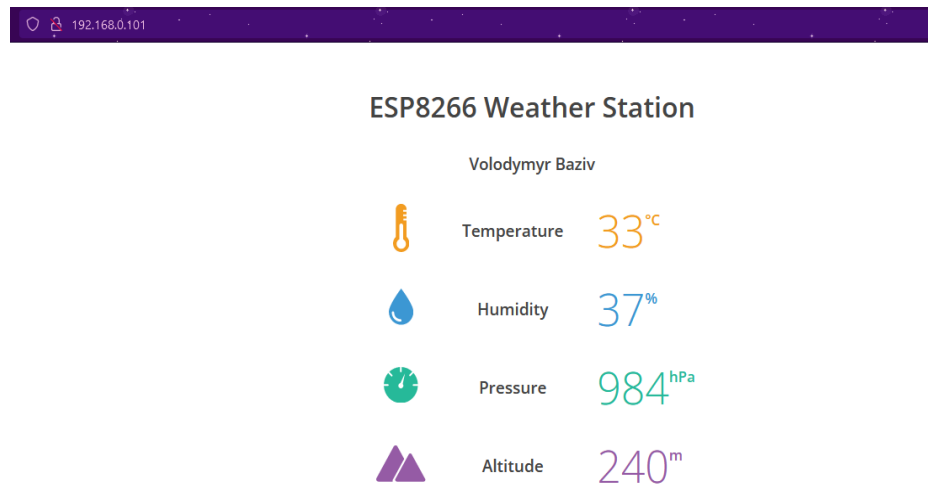 192.168.0.101
ESP8266 Weather Station
Volodymyr Baziv
Temperature 33°C
Humidity 37%
Pressure 984hPa
Altitude 240m